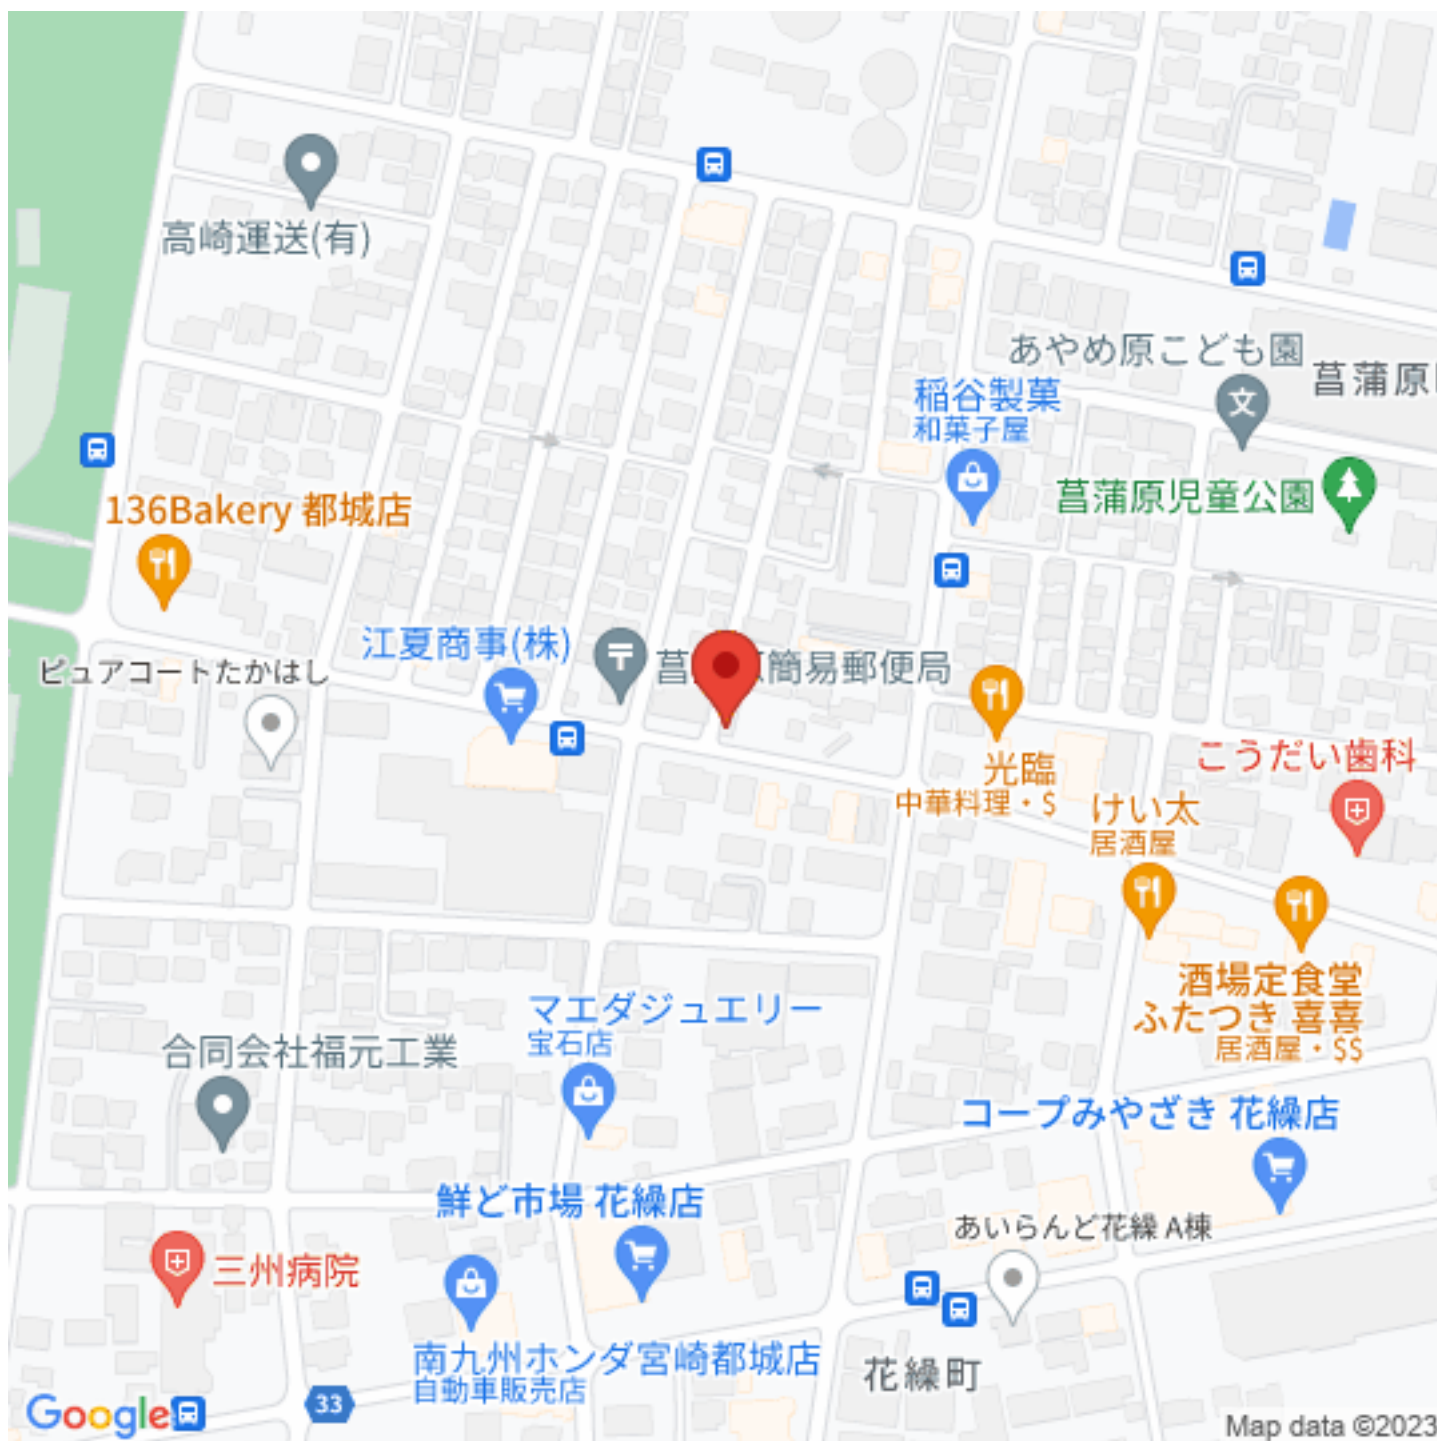 高崎運送(有)
あやめ原こども園
文
菖蒲原
稲谷製菓
和菓子屋
菖蒲原児童公園
136Bakery 都城店
江夏商事(株)
〒
簡易郵便局
ピュアコートたかはし
光臨
中華料理・$
こうだい歯科
けい太
居酒屋
酒場定食堂
ふたつき 喜喜
居酒屋・$$
マエダジュエリー
宝石店
合同会社福元工業
コープみやざき 花繰店
鮮ど市場 花繰店
あいらんど花繰 A棟
三州病院
南九州ホンダ宮崎都城店
自動車販売店
花繰町
33
Google
Map data ©2023